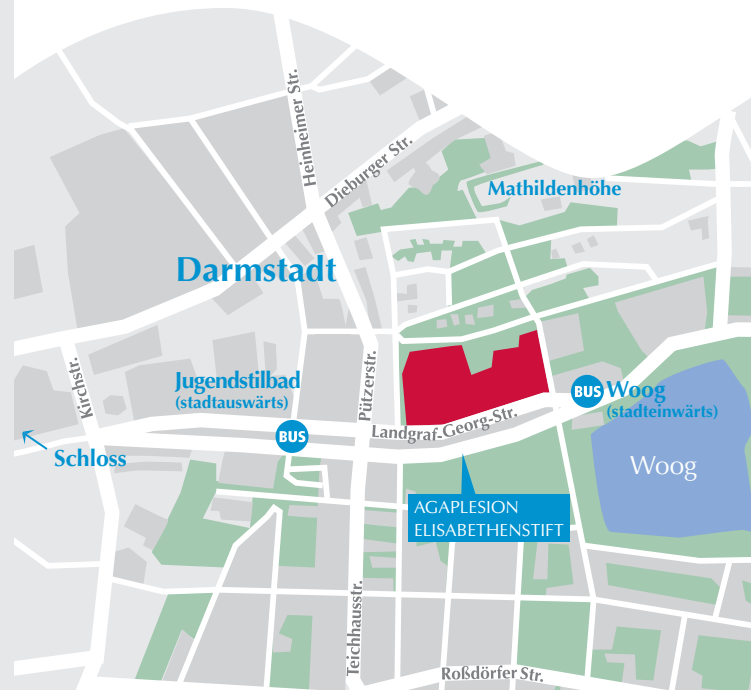 Heinheimer Str.
Dieburger Str.
Mathildenhöhe
Darmstadt
Kirchstr.
Jugendstilbad
(stadtauswärts)
BUS
Pützerstr.
Landgraf-Georg-Str.
BUS
Woog
(stadteinwärts)
Schloss
Woog
AGAPLESION
ELISABETHENSTIFT
Teichhausstr.
Roßdörfer Str.